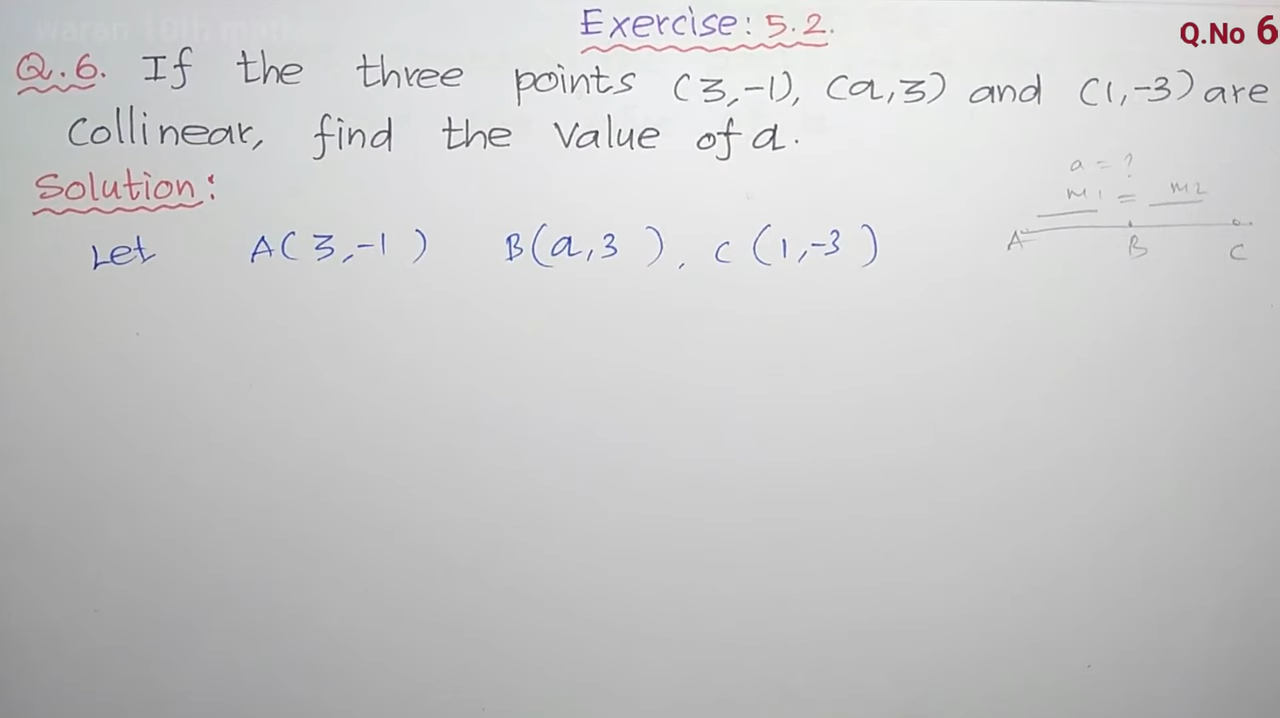 Exercise: 5.2.
Q.No 6
Q.6. If the three points (3,-1), (a,3) and (1,-3) are
Collinear, find the value of a.
Solution:
a = ?
m1 = m2
A B C
Let A(3,-1) B(a,3), C(1,-3)